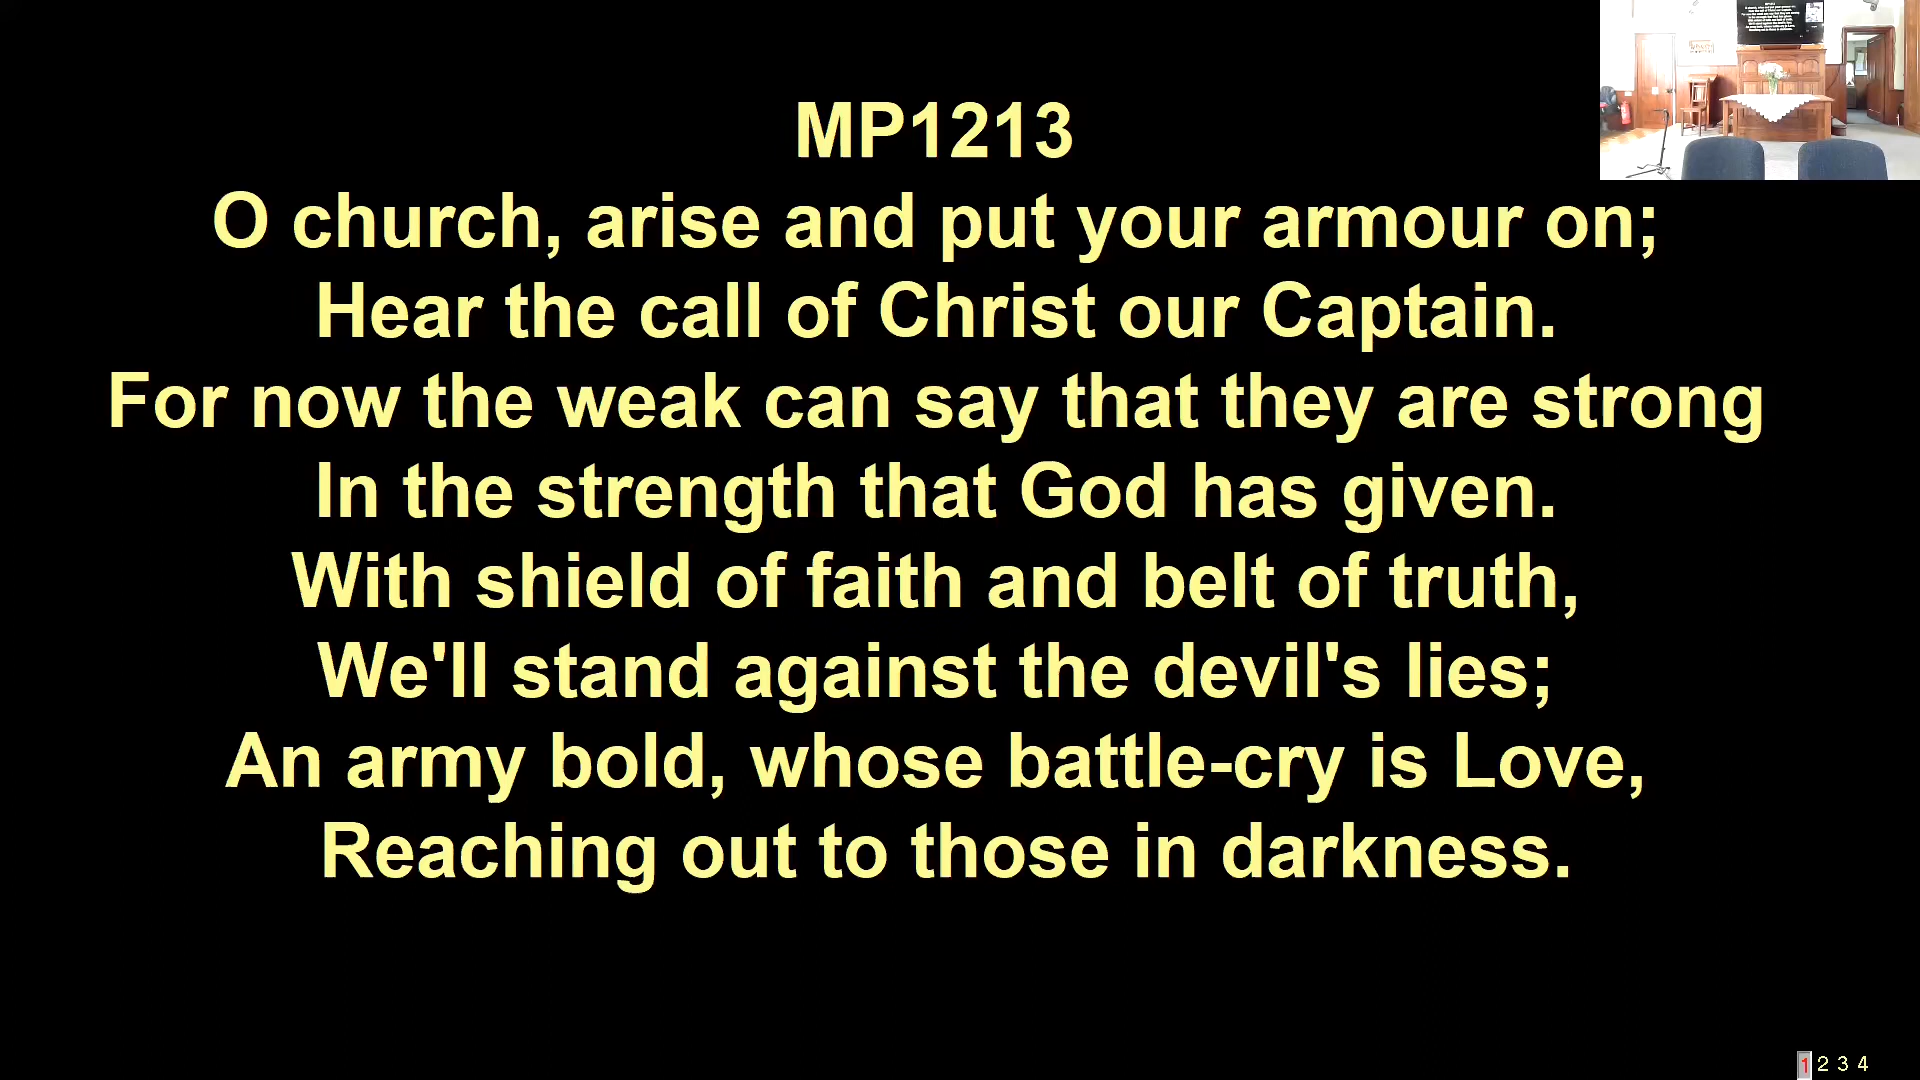 MP1213
O church, arise and put your armour on;
Hear the call of Christ our Captain.
For now the weak can say that they are strong
In the strength that God has given.
With shield of faith and belt of truth,
We'll stand against the devil's lies;
An army bold, whose battle-cry is Love,
Reaching out to those in darkness.
1 2 3 4